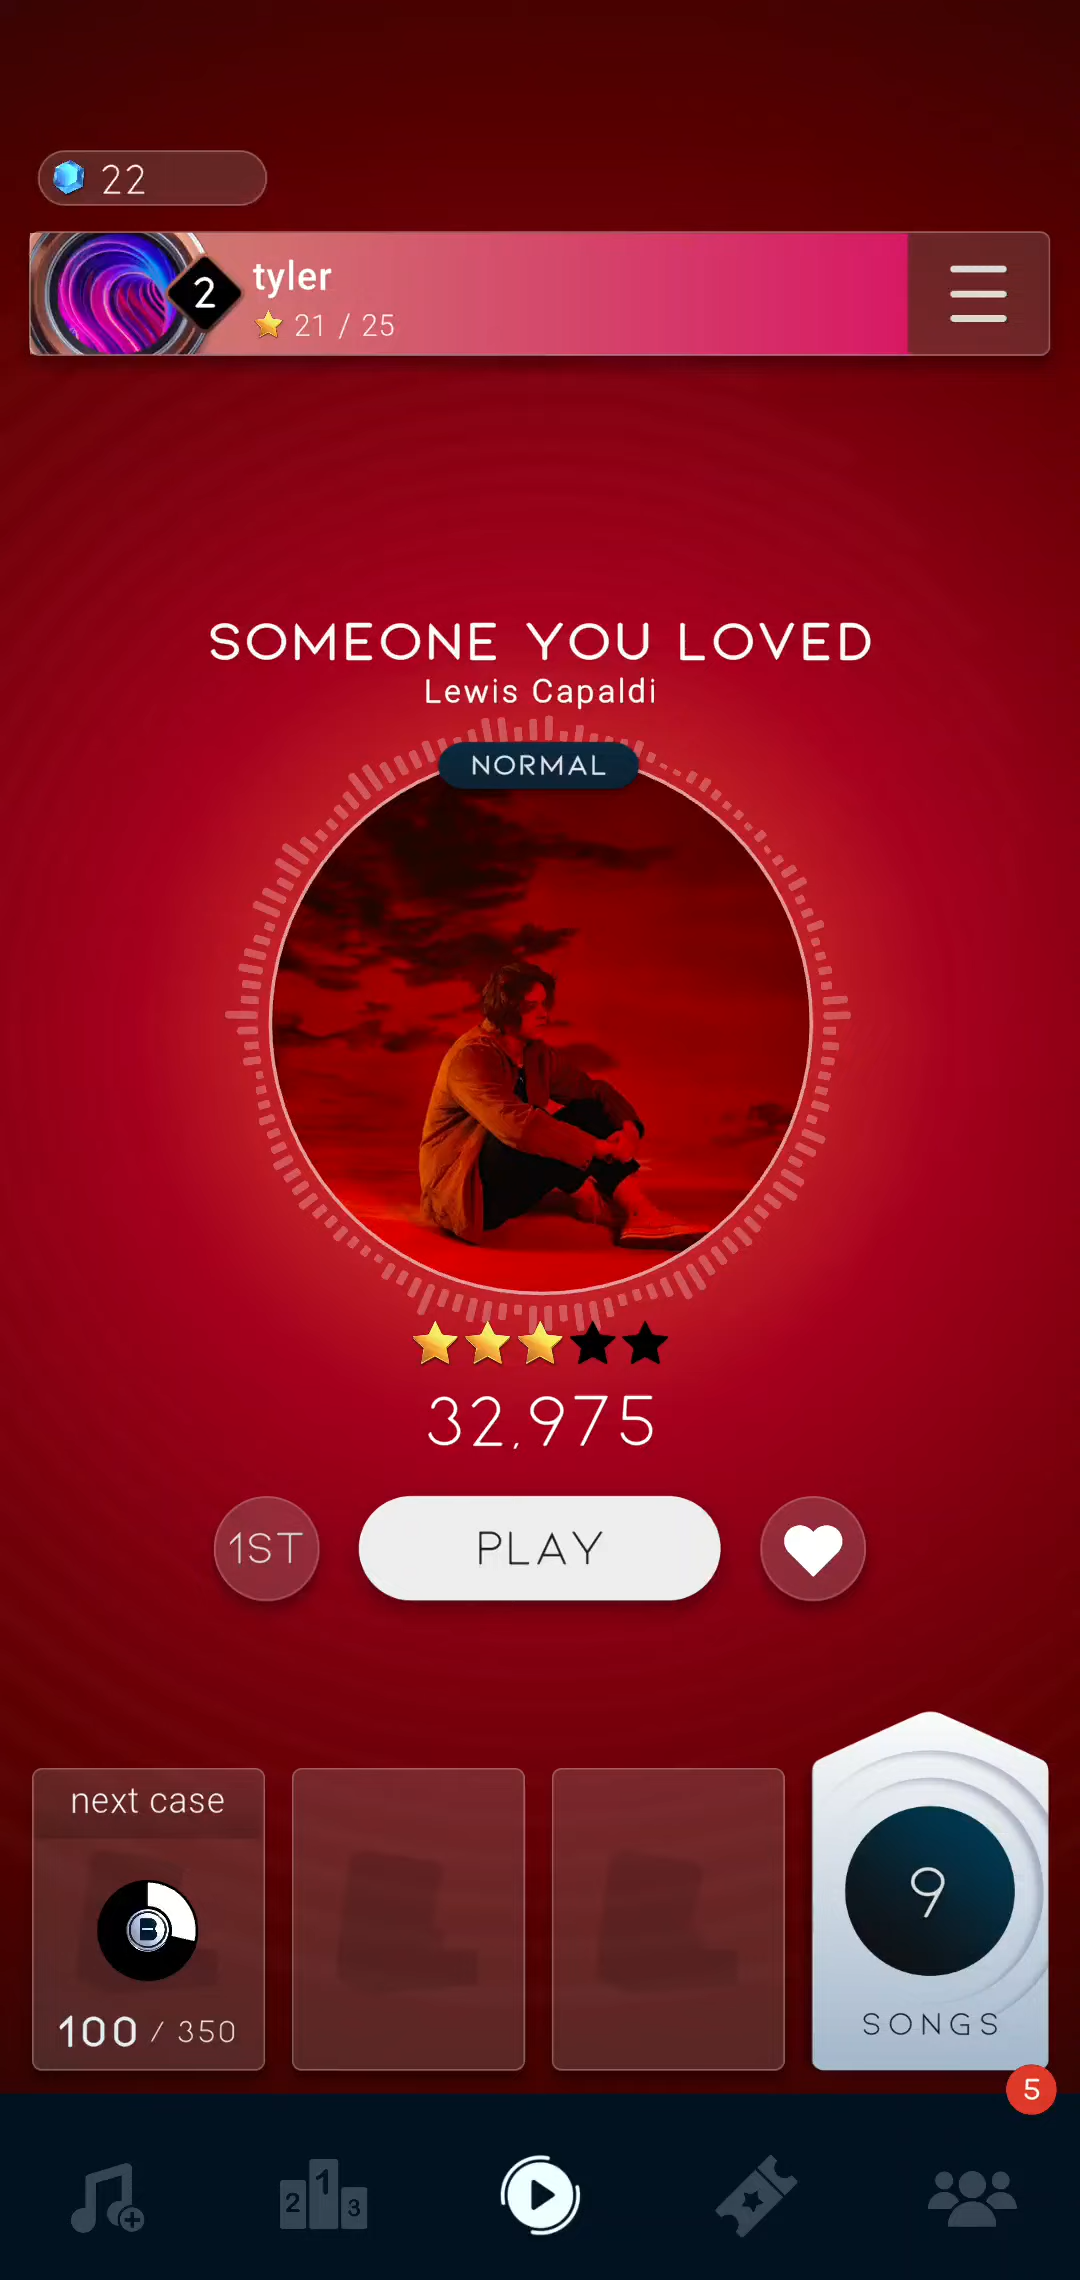 22
2
tyler
21 / 25
SOMEONE YOU LOVED
Lewis Capaldi
NORMAL
32,975
1ST
PLAY
next case
B
100 / 350
9
SONGS
5
2 1 3